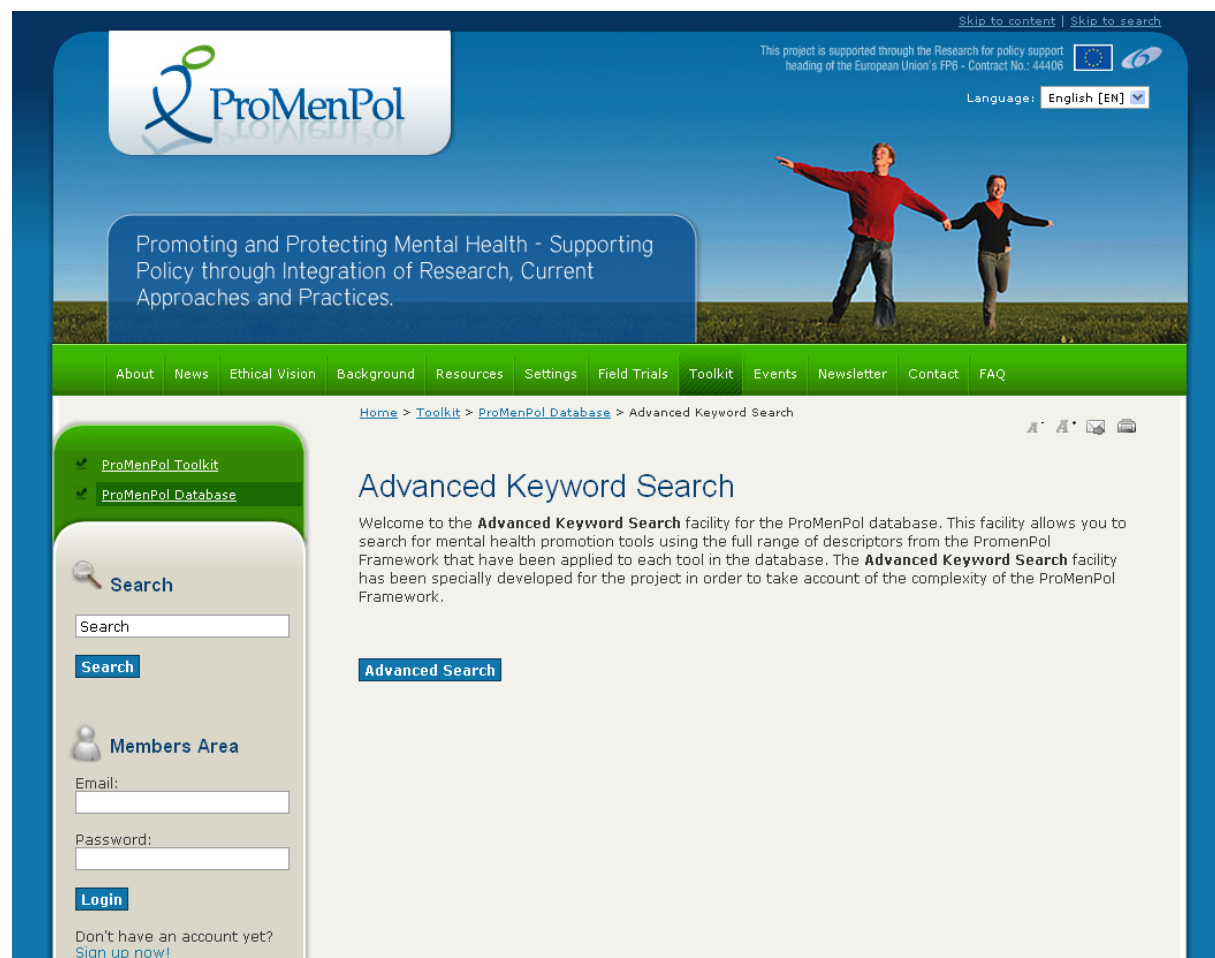 Skip to content | Skip to search
This project is supported through the Research for policy support
heading of the European Union's FP6 - Contract No.: 44406
ProMenPol
Language: English [EN]
Promoting and Protecting Mental Health - Supporting
Policy through Integration of Research, Current
Approaches and Practices.
About News Ethical Vision Background Resources Settings Field Trials Toolkit Events Newsletter Contact FAQ
Home > Toolkit > ProMenPol Database > Advanced Keyword Search
A- A+
ProMenPol Toolkit
ProMenPol Database
Advanced Keyword Search
Welcome to the Advanced Keyword Search facility for the ProMenPol database. This facility allows you to
search for mental health promotion tools using the full range of descriptors from the PromenPol
Framework that have been applied to each tool in the database. The Advanced Keyword Search facility
has been specially developed for the project in order to take account of the complexity of the ProMenPol
Framework.
Advanced Search
Search
Search
Search
Members Area
Email:
Password:
Login
Don't have an account yet?
Sign up now!